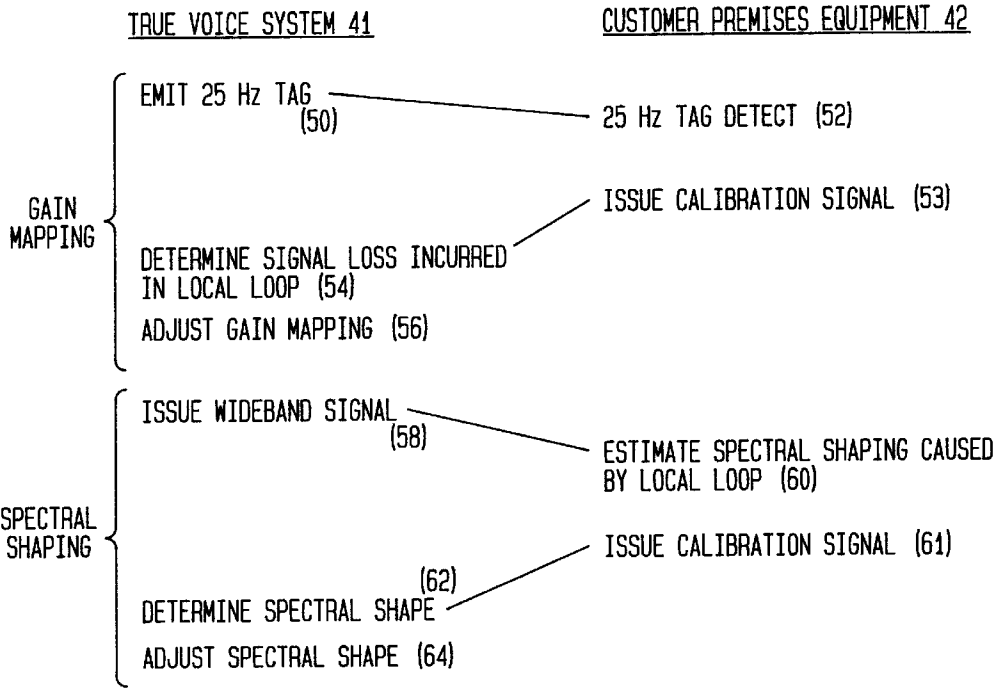 TRUE VOICE SYSTEM 41
CUSTOMER PREMISES EQUIPMENT 42
EMIT 25 Hz TAG
(50)
25 Hz TAG DETECT (52)
ISSUE CALIBRATION SIGNAL (53)
GAIN
MAPPING
DETERMINE SIGNAL LOSS INCURRED
IN LOCAL LOOP (54)
ADJUST GAIN MAPPING (56)
ISSUE WIDEBAND SIGNAL
(58)
ESTIMATE SPECTRAL SHAPING CAUSED
BY LOCAL LOOP (60)
SPECTRAL
SHAPING
ISSUE CALIBRATION SIGNAL (61)
(62)
DETERMINE SPECTRAL SHAPE
ADJUST SPECTRAL SHAPE (64)